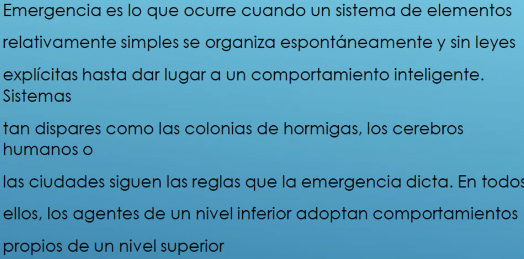 Emergencia es lo que ocurre cuando un sistema de elementos
relativamente simples se organiza espontáneamente y sin leyes
explícitas hasta dar lugar a un comportamiento inteligente.
Sistemas
tan dispares como las colonias de hormigas, los cerebros
humanos o
las ciudades siguen las reglas que la emergencia dicta. En todos
ellos, los agentes de un nivel inferior adoptan comportamientos
propios de un nivel superior